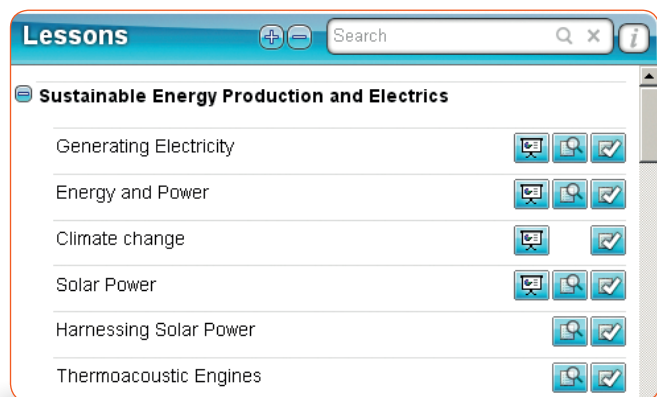 Lessons
Search
i
Sustainable Energy Production and Electrics
Generating Electricity
Energy and Power
Climate change
Solar Power
Harnessing Solar Power
Thermoacoustic Engines